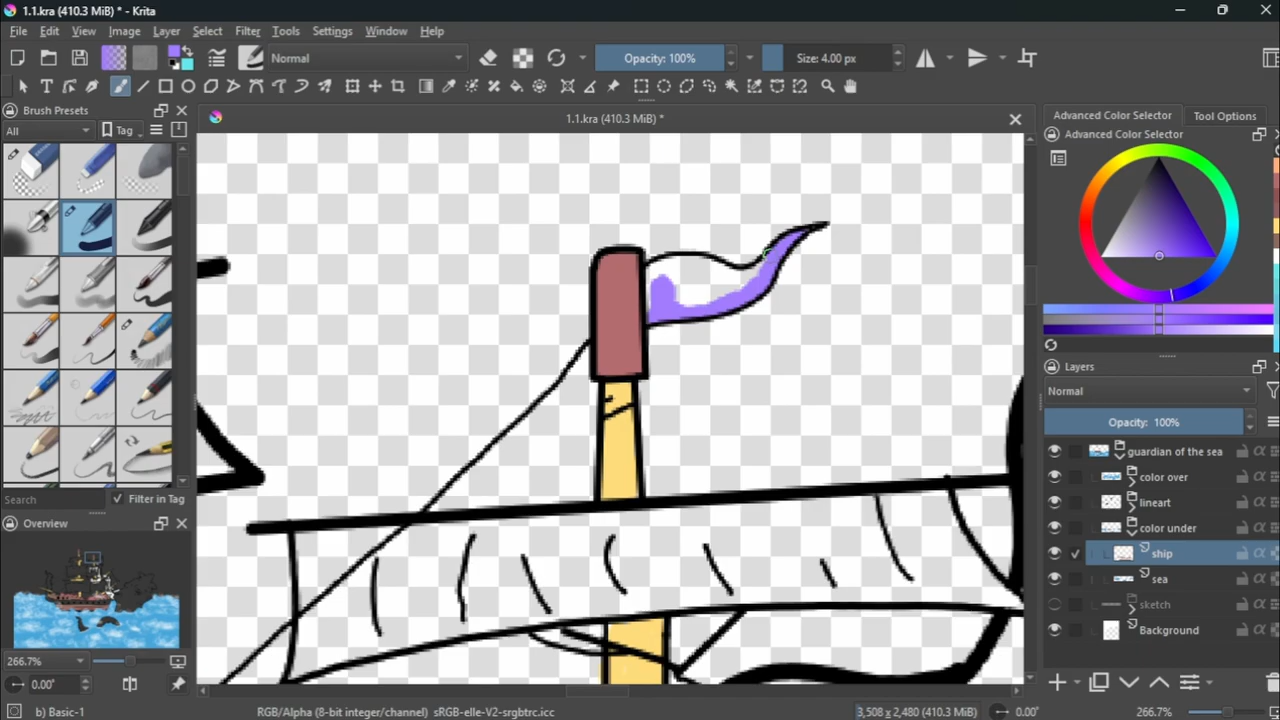 1.1.kra (410.3 MiB) * - Krita
File Edit View Image Layer Select Filter Tools Settings Window Help
Normal Opacity: 100% Size: 4.00 px
Brush Presets
All Tag
1.1.kra (410.3 MiB) *
Search Filter in Tag
Overview
266.7%
0.00°
Advanced Color Selector Tool Options
Advanced Color Selector
Layers
Normal
Opacity: 100%
guardian of the sea
color over
lineart
color under
ship
sea
sketch
Background
b) Basic-1 RGB/Alpha (8-bit integer/channel) sRGB-elle-V2-srgbtrc.icc 3,508 x 2,480 (410.3 MiB) 0.00° 266.7%